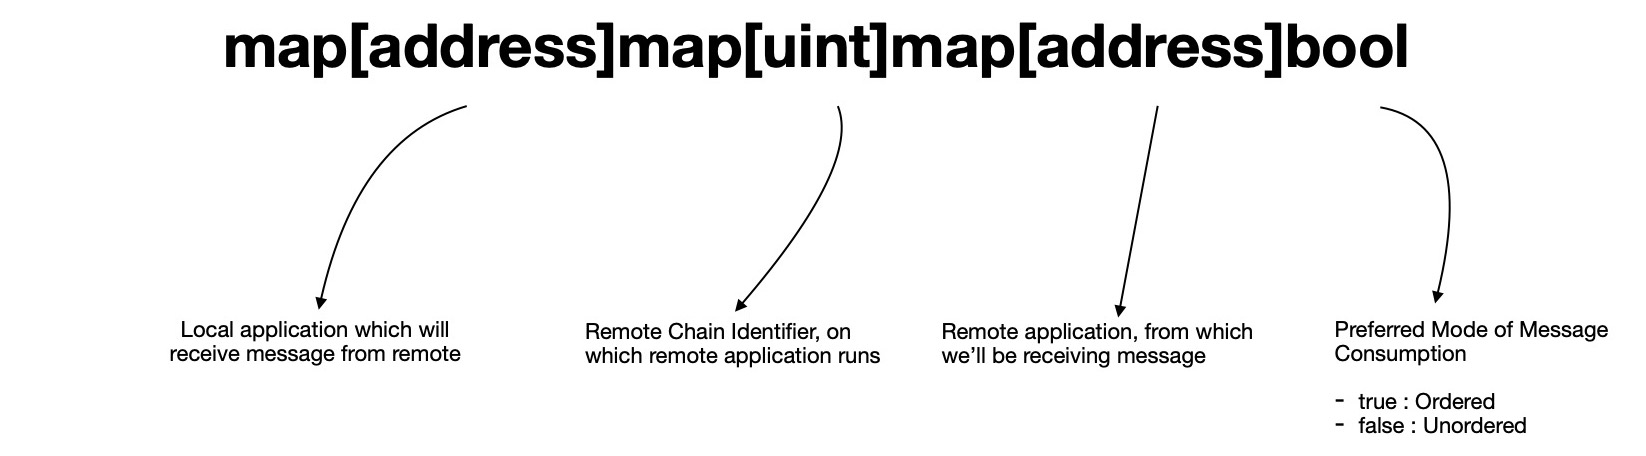 map[address]map[uint]map[address]bool
Local application which will
receive message from remote
Remote Chain Identifier, on
which remote application runs
Remote application, from which
we'll be receiving message
Preferred Mode of Message
Consumption
- true : Ordered
- false : Unordered